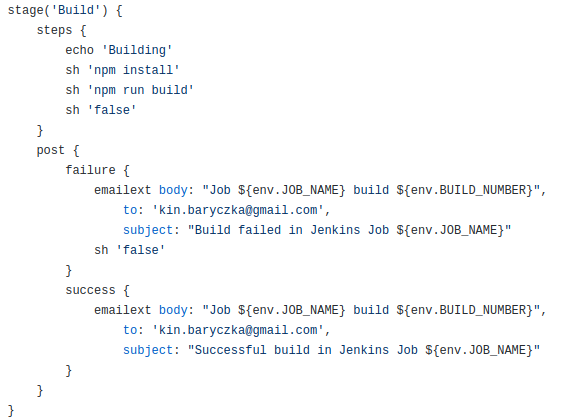 stage('Build') {
    steps {
        echo 'Building'
        sh 'npm install'
        sh 'npm run build'
        sh 'false'
    }
    post {
        failure {
            emailext body: "Job ${env.JOB_NAME} build ${env.BUILD_NUMBER}",
                to: 'kin.baryczka@gmail.com',
                subject: "Build failed in Jenkins Job ${env.JOB_NAME}"
            sh 'false'
        }
        success {
            emailext body: "Job ${env.JOB_NAME} build ${env.BUILD_NUMBER}",
                to: 'kin.baryczka@gmail.com',
                subject: "Successful build in Jenkins Job ${env.JOB_NAME}"
        }
    }
}